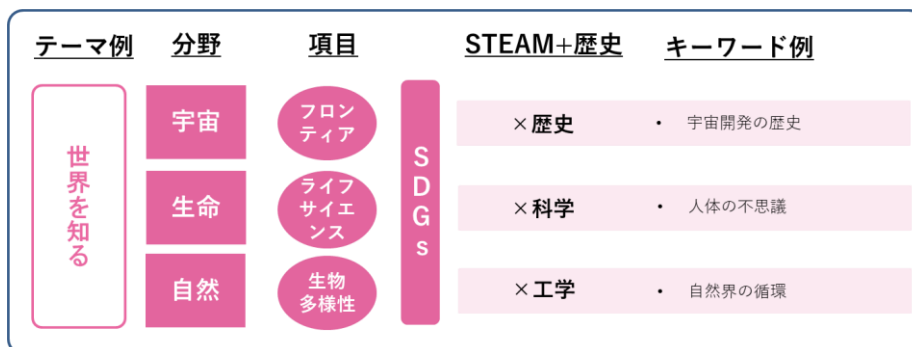 テーマ例 分野 項目 STEAM+歴史 キーワード例
世界を知る
宇宙
フロン
ティア
SDGs
×歴史
・ 宇宙開発の歴史
生命
ライフ
サイエ
ンス
×科学
・ 人体の不思議
自然
生物
多様性
×工学
・ 自然界の循環